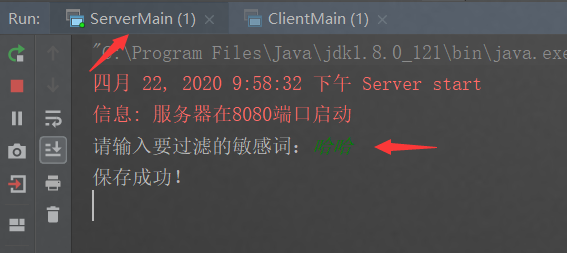 Run: ServerMain (1) × ClientMain (1) ×
"C:\Program Files\Java\jdk1.8.0_121\bin\java.exe
四月 22, 2020 9:58:32 下午 Server start
信息: 服务器在8080端口启动
请输入要过滤的敏感词: 哈哈
保存成功!